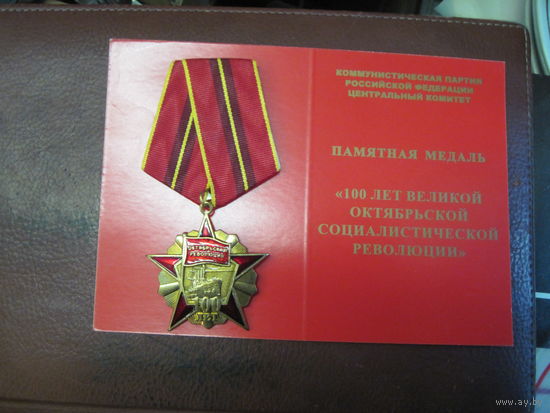 КОММУНИСТИЧЕСКАЯ ПАРТИЯ
РОССИЙСКОЙ ФЕДЕРАЦИИ
ЦЕНТРАЛЬНЫЙ КОМИТЕТ
ПАМЯТНАЯ МЕДАЛЬ
«100 ЛЕТ ВЕЛИКОЙ
ОКТЯБРЬСКОЙ
СОЦИАЛИСТИЧЕСКОЙ
РЕВОЛЮЦИИ»
ОКТЯБРЬСКАЯ
РЕВОЛЮЦИЯ
100
ЛЕТ
www.ay.by